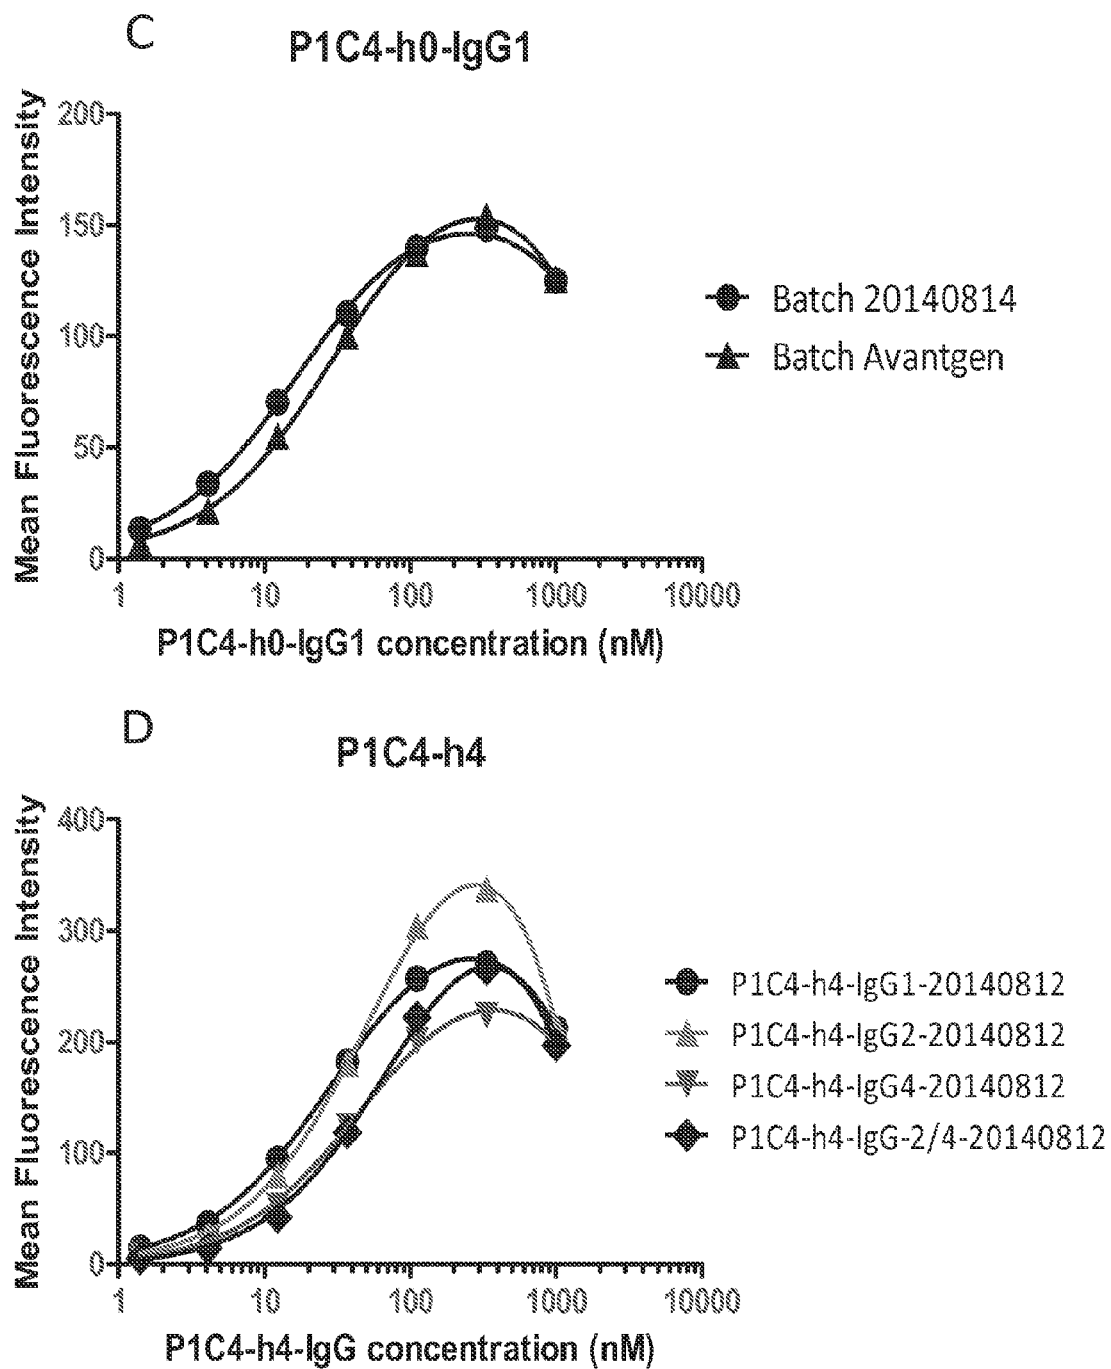 C
P1C4-h0-IgG1
Mean Fluorescence Intensity
200
150
100
50
0
1 10 100 1000 10000
P1C4-h0-IgG1 concentration (nM)
Batch 20140814
Batch Avantgen
D
P1C4-h4
Mean Fluorescence Intensity
400
300
200
100
0
1 10 100 1000 10000
P1C4-h4-IgG concentration (nM)
P1C4-h4-IgG1-20140812
P1C4-h4-IgG2-20140812
P1C4-h4-IgG4-20140812
P1C4-h4-IgG-2/4-20140812